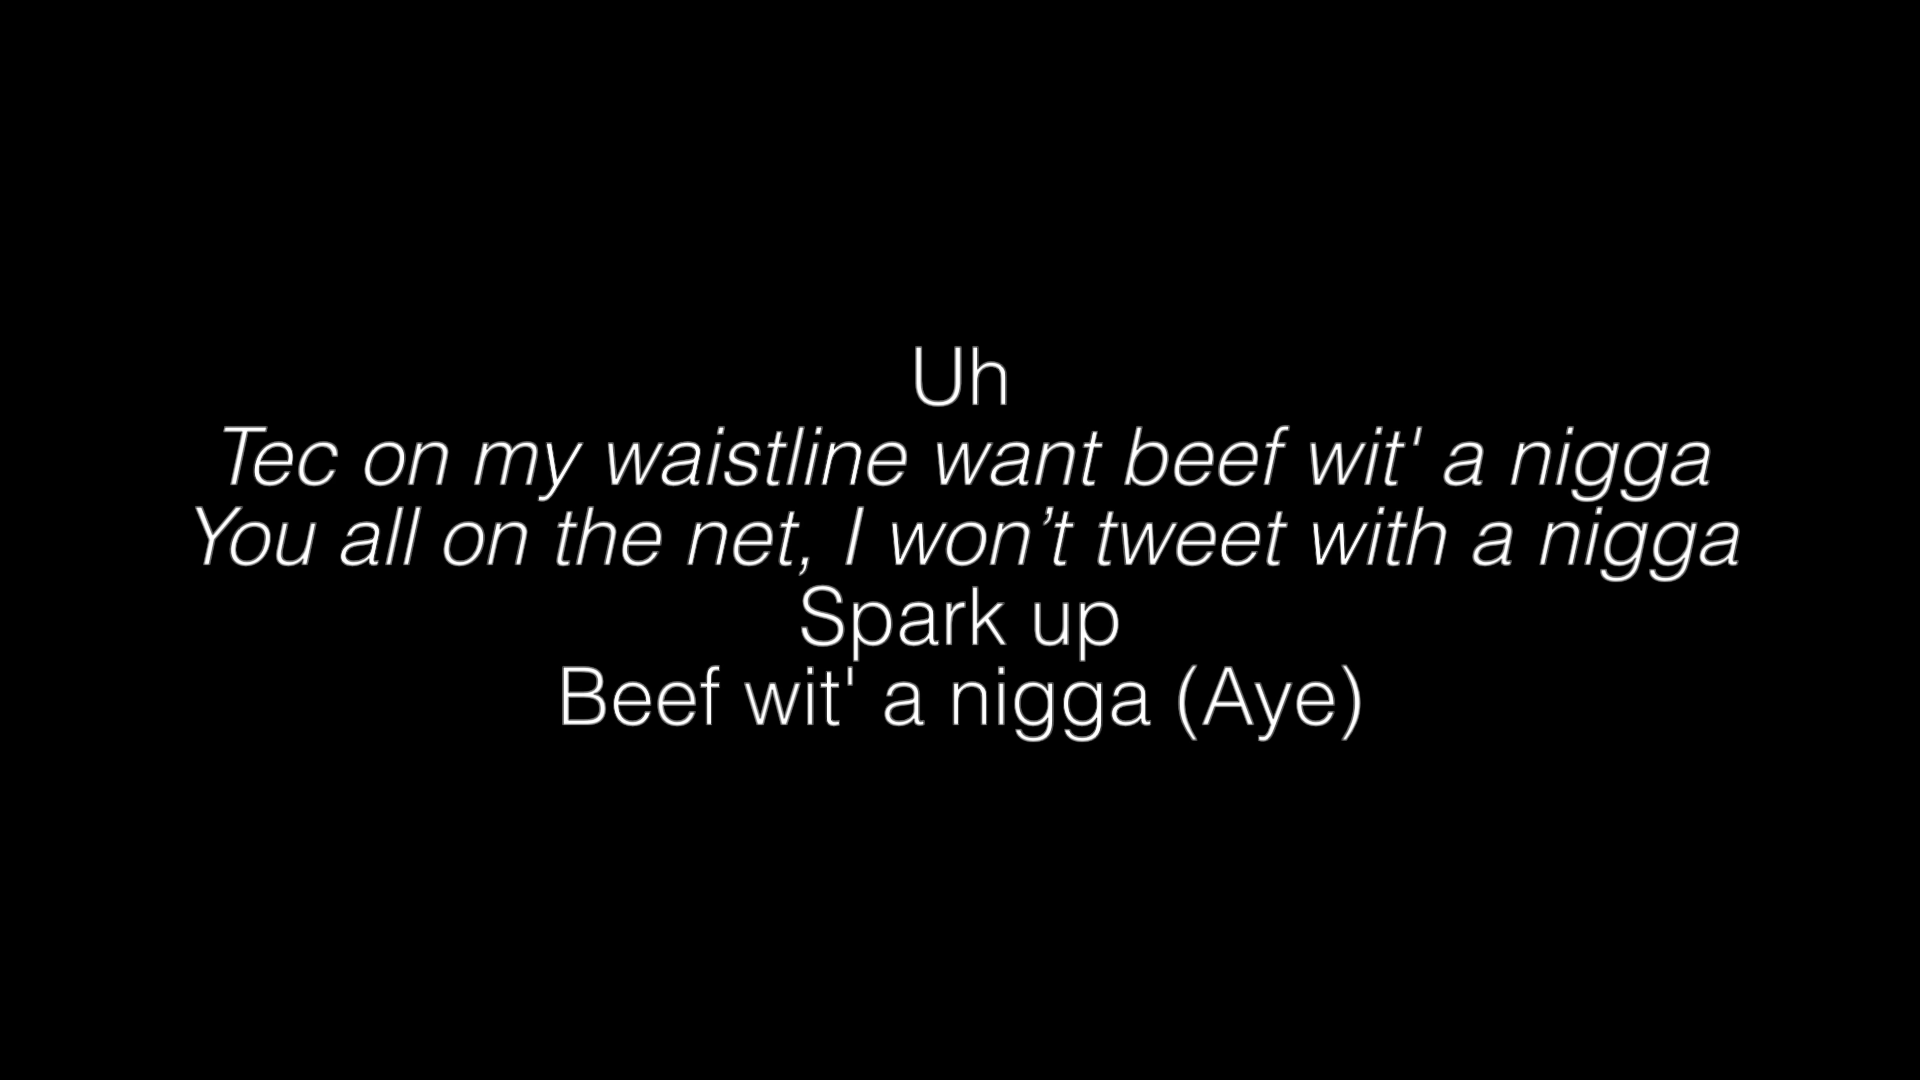 Uh
Tec on my waistline want beef wit' a nigga
You all on the net, I won’t tweet with a nigga
Spark up
Beef wit' a nigga (Aye)